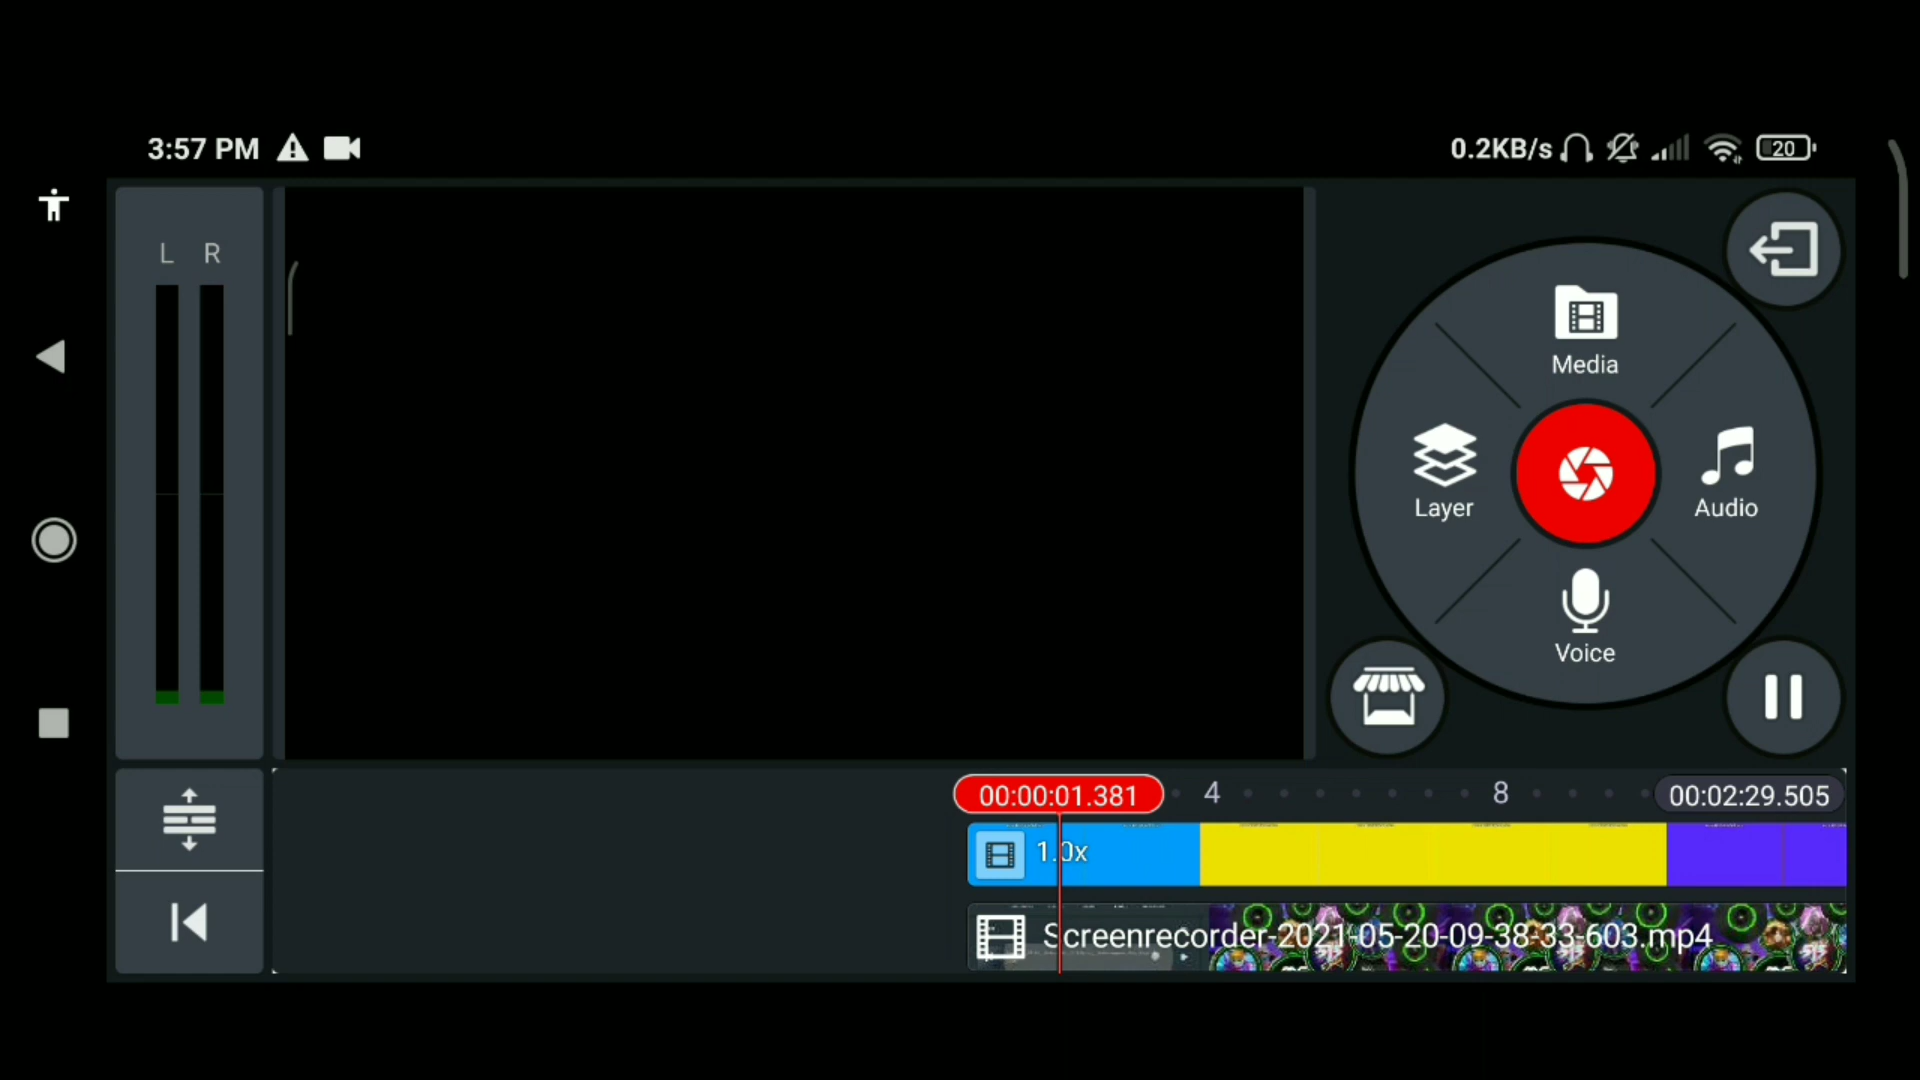 3:57 PM
0.2KB/s
20
L R
Media
Layer
Audio
Voice
00:00:01.381
4
8
00:02:29.505
1.0x
Screenrecorder-2021-05-20-09-38-33-603.mp4